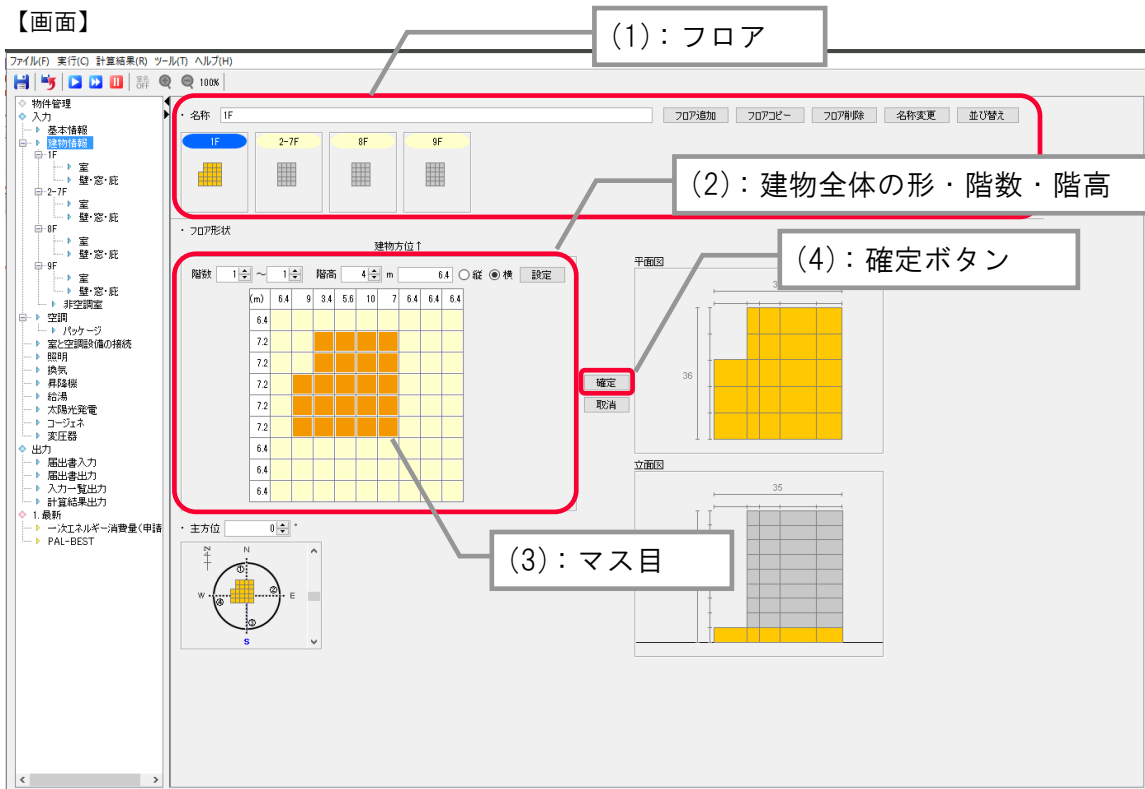 【画面】
(1)：フロア
ファイル(F) 実行(C) 計算結果(R) ツール(T) ヘルプ(H)
100%
物件管理
入力
基本情報
建物情報
1F
室
壁・窓・庇
2-7F
室
壁・窓・庇
8F
室
壁・窓・庇
9F
室
壁・窓・庇
非空調室
空調
パッケージ
室と空調設備の接続
照明
換気
昇降機
給湯
太陽光発電
コージェネ
変圧器
出力
届出書入力
届出書出力
入力一覧出力
計算結果出力
1.最新
一次エネルギー消費量(申請
PAL-BEST
・名称 1F フロア追加 フロアコピー フロア削除 名称変更 並び替え
1F 2-7F 8F 9F
(2)：建物全体の形・階数・階高
・フロア形状
建物方位↑
階数 1 ～ 1 階高 4 m 6.4 縦 横 設定
(m) 6.4 9 3.4 5.6 10 7 6.4 6.4 6.4
6.4
7.2
7.2
7.2
7.2
7.2
6.4
6.4
6.4
確定
取消
(4)：確定ボタン
平面図
36
立面図
35
(3)：マス目
・主方位 0 °
N
N
W
E
S
①
②
③
④